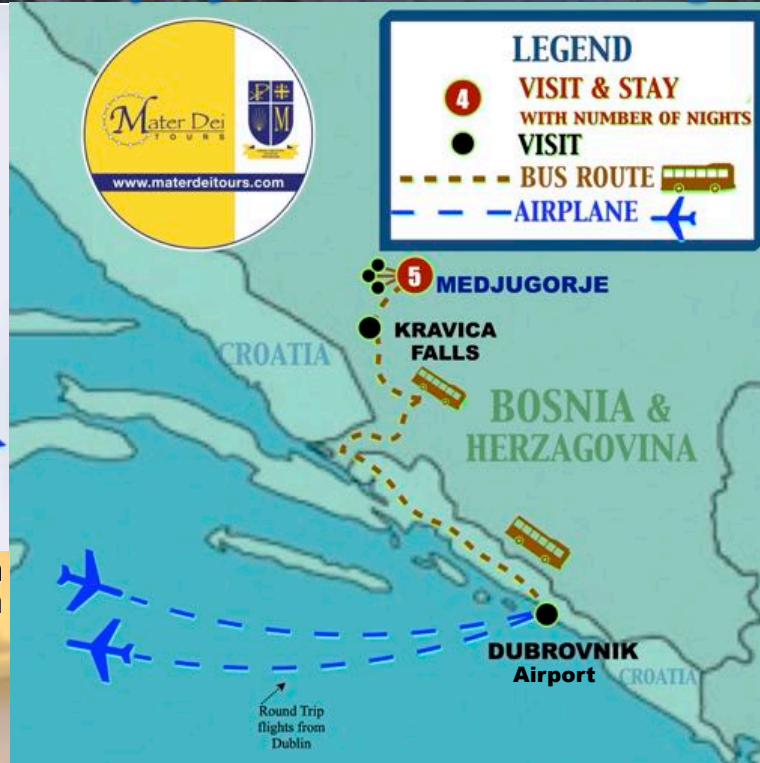 Mater Dei
TOURS
www.materdeitours.com
LEGEND
4
VISIT & STAY
WITH NUMBER OF NIGHTS
VISIT
BUS ROUTE
AIRPLANE
5
MEDJUGORJE
KRAVICA
FALLS
CROATIA
BOSNIA &
HERZAGOVINA
DUBROVNIK
Airport
CROATIA
Round Trip
flights from
Dublin